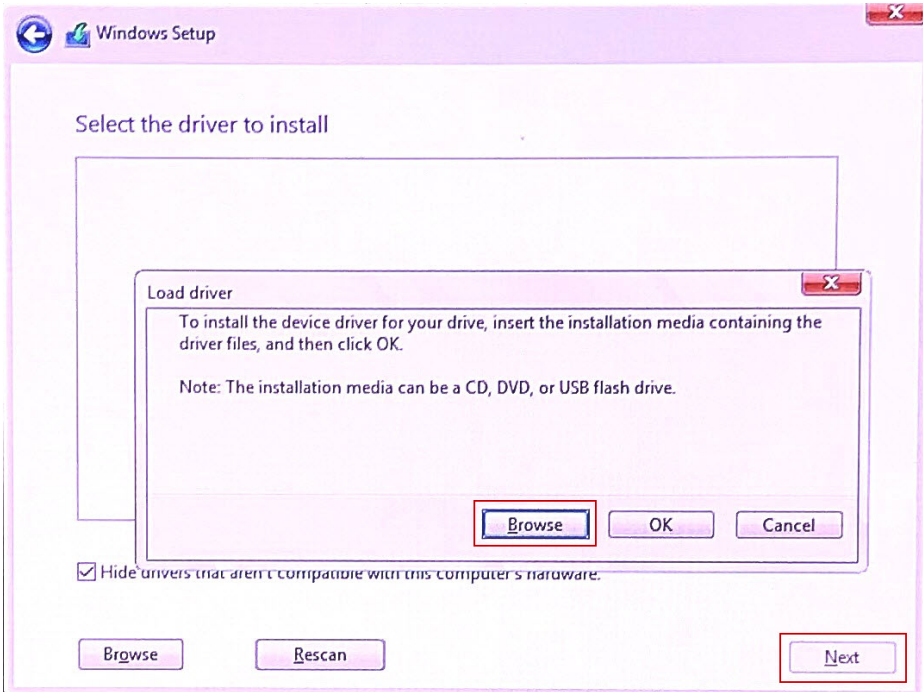 Windows Setup
Select the driver to install
Load driver
To install the device driver for your drive, insert the installation media containing the
driver files, and then click OK.
Note: The installation media can be a CD, DVD, or USB flash drive.
Browse OK Cancel
Hide drivers that aren't compatible with this computer's hardware.
Browse Rescan Next